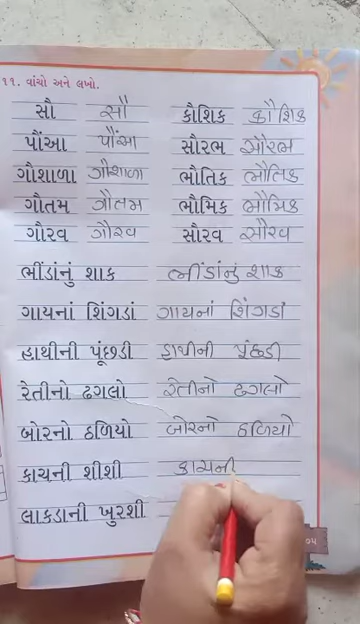 ૧૧. વાંચો અને લખો.
સૌ સૌ કૌશિક કૌશિક
પૌંઆ પૌંઆ સૌરભ સૌરભ
ગૌશાળા ગૌશાળા ભૌતિક ભૌતિક
ગૌતમ ગૌતમ ભૌમિક ભૌમિક
ગૌરવ ગૌરવ સૌરવ સૌરવ
ભીંડાંનું શાક ભીંડાંનું શાક
ગાયનાં શિંગડાં ગાયનાં શિંગડાં
હાથીની પૂંછડી હાથીની પૂંછડી
રેતીનો ઢગલો રેતીનો ઢગલો
બોરનો ઠળિયો બોરનો ઠળિયો
કાચની શીશી કાચની
લાકડાની ખુરશી